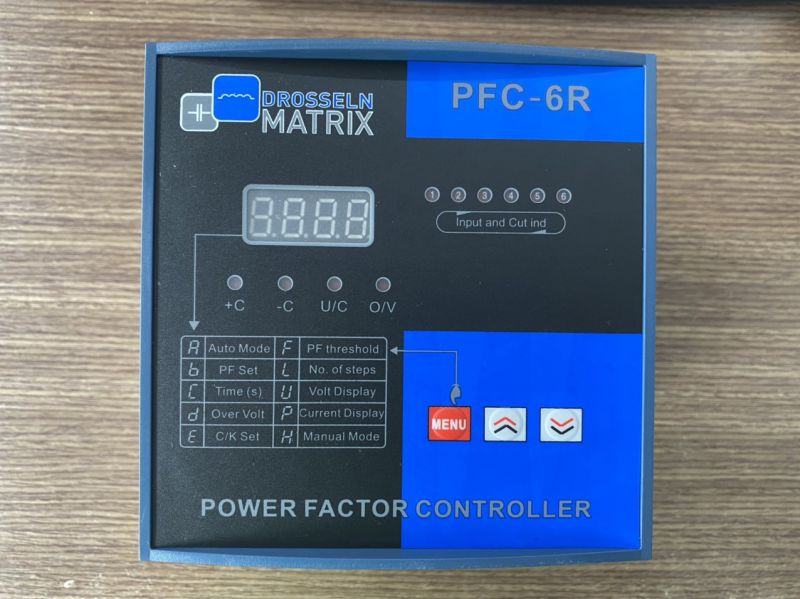 DROSSELN
MATRIX
PFC-6R
8.8.8.8
1 2 3 4 5 6
Input and Cut ind
+C -C U/C O/V
A Auto Mode F PF threshold
b PF Set L No. of steps
C Time (s) U Volt Display
d Over Volt P Current Display
E C/K Set H Manual Mode
MENU
POWER FACTOR CONTROLLER